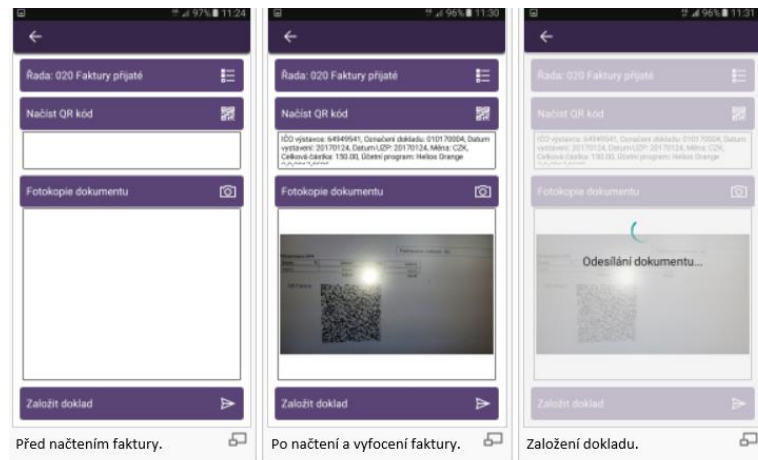 97% 11:24
Řada: 020 Faktury přijaté
Načíst QR kód
Fotokopie dokumentu
Založit doklad
Před načtením faktury.
96% 11:30
Řada: 020 Faktury přijaté
Načíst QR kód
IČO výstavce: 64949541, Označení dokladu: 010170004, Datum
vystavení: 20170124, Datum UZP: 20170124, Měna: CZK,
Celková částka: 150.00, Účetní program: Helios Orange
Fotokopie dokumentu
Založit doklad
Po načtení a vyfocení faktury.
96% 11:31
Řada: 020 Faktury přijaté
Načíst QR kód
IČO výstavce: 64949541, Označení dokladu: 010170004, Datum
vystavení: 20170124, Datum UZP: 20170124, Měna: CZK,
Celková částka: 150.00, Účetní program: Helios Orange
Fotokopie dokumentu
Odesílání dokumentu...
Založit doklad
Založení dokladu.